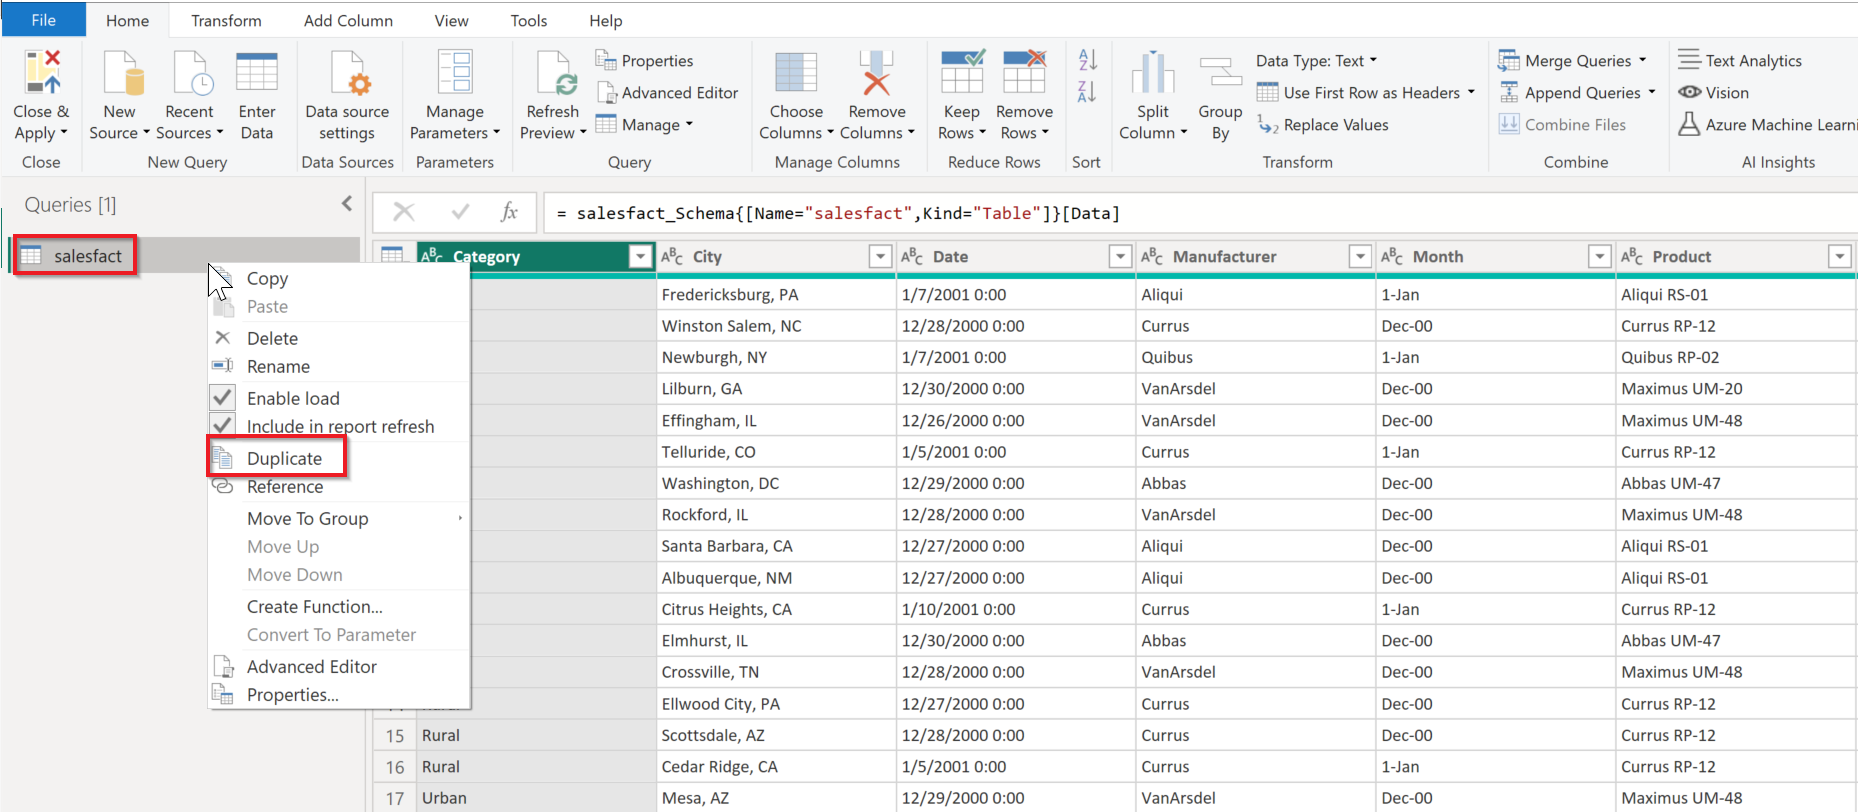 File Home Transform Add Column View Tools Help
Close & Apply
New Source
Recent Sources
Enter Data
Data source settings
Manage Parameters
Refresh Preview
Properties
Advanced Editor
Manage
Choose Columns
Remove Columns
Keep Rows
Remove Rows
A Z
Z A
Split Column
Group By
Data Type: Text
Use First Row as Headers
1 2 Replace Values
Merge Queries
Append Queries
Combine Files
Text Analytics
Vision
Azure Machine Learni
Close New Query Data Sources Parameters Query Manage Columns Reduce Rows Sort Transform Combine AI Insights
Queries [1]
fx = salesfact_Schema{[Name="salesfact",Kind="Table"]}[Data]
salesfact
Copy
Paste
Delete
Rename
Enable load
Include in report refresh
Duplicate
Reference
Move To Group
Move Up
Move Down
Create Function...
Convert To Parameter
Advanced Editor
Properties...
ABC Category ABC City ABC Date ABC Manufacturer ABC Month ABC Product
Fredericksburg, PA 1/7/2001 0:00 Aliqui 1-Jan Aliqui RS-01
Winston Salem, NC 12/28/2000 0:00 Currus Dec-00 Currus RP-12
Newburgh, NY 1/7/2001 0:00 Quibus 1-Jan Quibus RP-02
Lilburn, GA 12/30/2000 0:00 VanArsdel Dec-00 Maximus UM-20
Effingham, IL 12/26/2000 0:00 VanArsdel Dec-00 Maximus UM-48
Telluride, CO 1/5/2001 0:00 Currus 1-Jan Currus RP-12
Washington, DC 12/29/2000 0:00 Abbas Dec-00 Abbas UM-47
Rockford, IL 12/28/2000 0:00 VanArsdel Dec-00 Maximus UM-48
Santa Barbara, CA 12/27/2000 0:00 Aliqui Dec-00 Aliqui RS-01
Albuquerque, NM 12/27/2000 0:00 Aliqui Dec-00 Aliqui RS-01
Citrus Heights, CA 1/10/2001 0:00 Currus 1-Jan Currus RP-12
Elmhurst, IL 12/30/2000 0:00 Abbas Dec-00 Abbas UM-47
Crossville, TN 12/28/2000 0:00 VanArsdel Dec-00 Maximus UM-48
Ellwood City, PA 12/27/2000 0:00 Currus Dec-00 Currus RP-12
15 Rural Scottsdale, AZ 12/28/2000 0:00 Currus Dec-00 Currus RP-12
16 Rural Cedar Ridge, CA 1/5/2001 0:00 Currus 1-Jan Currus RP-12
17 Urban Mesa, AZ 12/29/2000 0:00 VanArsdel Dec-00 Maximus UM-48